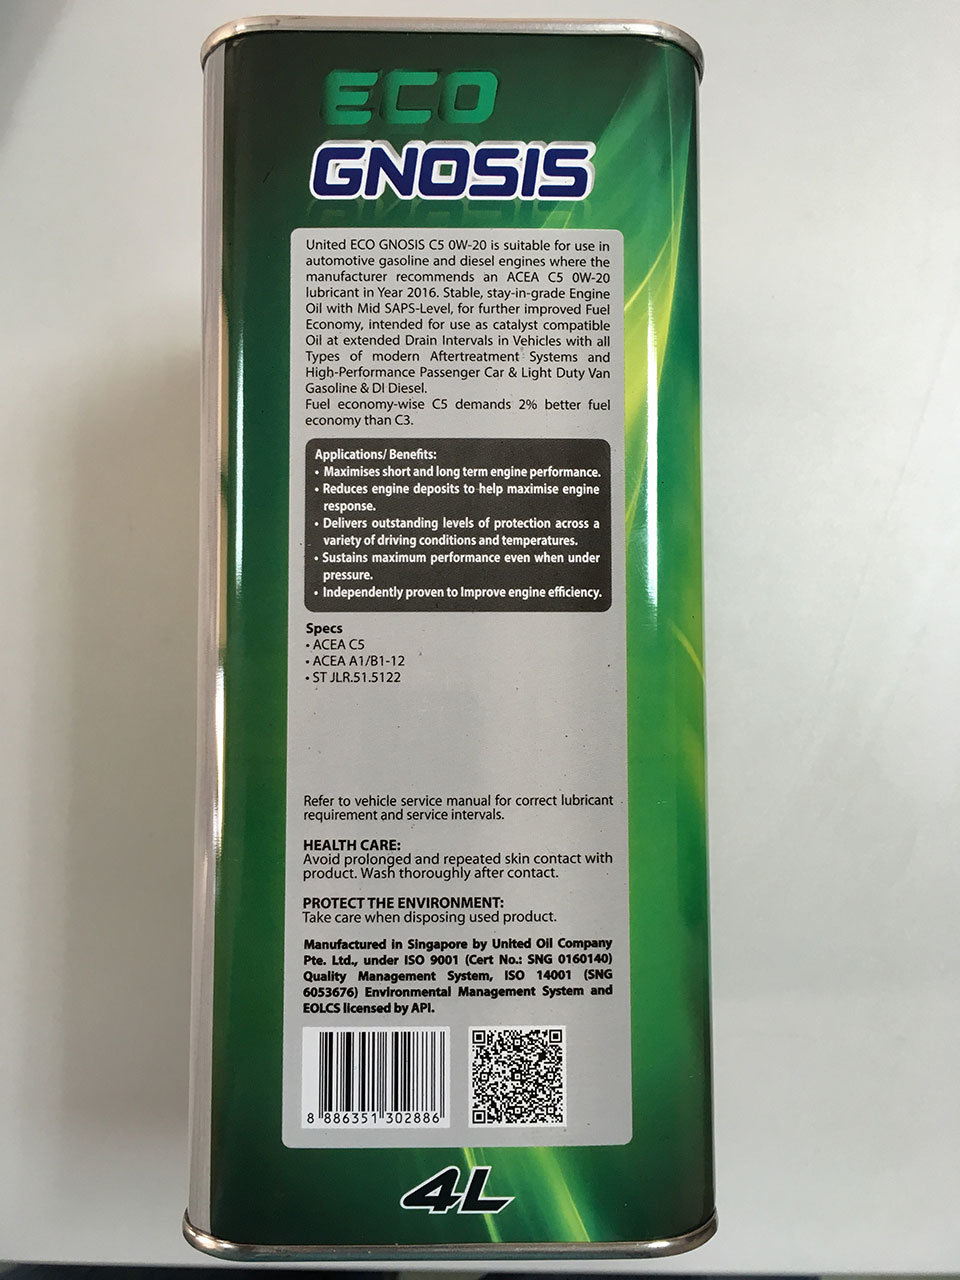 ECO
GNOSIS
United ECO GNOSIS C5 0W-20 is suitable for use in
automotive gasoline and diesel engines where the
manufacturer recommends an ACEA C5 0W-20
lubricant in Year 2016. Stable, stay-in-grade Engine
Oil with Mid SAPS-Level, for further improved Fuel
Economy, intended for use as catalyst compatible
Oil at extended Drain Intervals in Vehicles with all
Types of modern Aftertreatment Systems and
High-Performance Passenger Car & Light Duty Van
Gasoline & DI Diesel.
Fuel economy-wise C5 demands 2% better fuel
economy than C3.
Applications/ Benefits:
• Maximises short and long term engine performance.
• Reduces engine deposits to help maximise engine
response.
• Delivers outstanding levels of protection across a
variety of driving conditions and temperatures.
• Sustains maximum performance even when under
pressure.
• Independently proven to Improve engine efficiency.
Specs
• ACEA C5
• ACEA A1/B1-12
• ST JLR.51.5122
Refer to vehicle service manual for correct lubricant
requirement and service intervals.
HEALTH CARE:
Avoid prolonged and repeated skin contact with
product. Wash thoroughly after contact.
PROTECT THE ENVIRONMENT:
Take care when disposing used product.
Manufactured in Singapore by United Oil Company
Pte. Ltd., under ISO 9001 (Cert No.: SNG 0160140)
Quality Management System, ISO 14001 (SNG
6053676) Environmental Management System and
EOLCS licensed by API.
8 886351 302886
4L